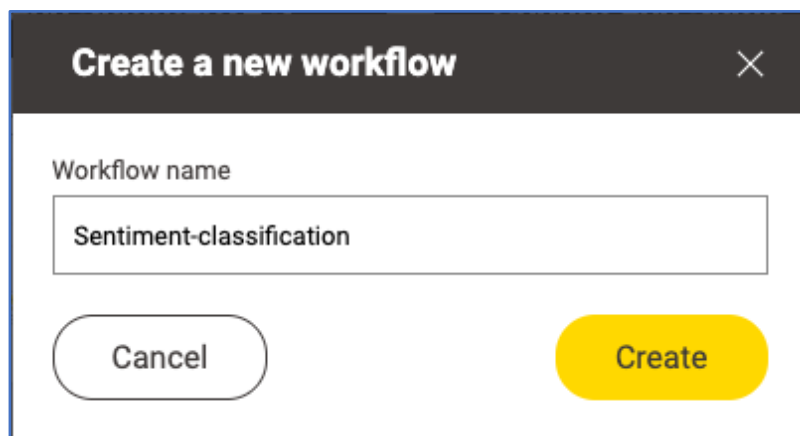 Create a new workflow
Workflow name
Sentiment-classification
Cancel
Create